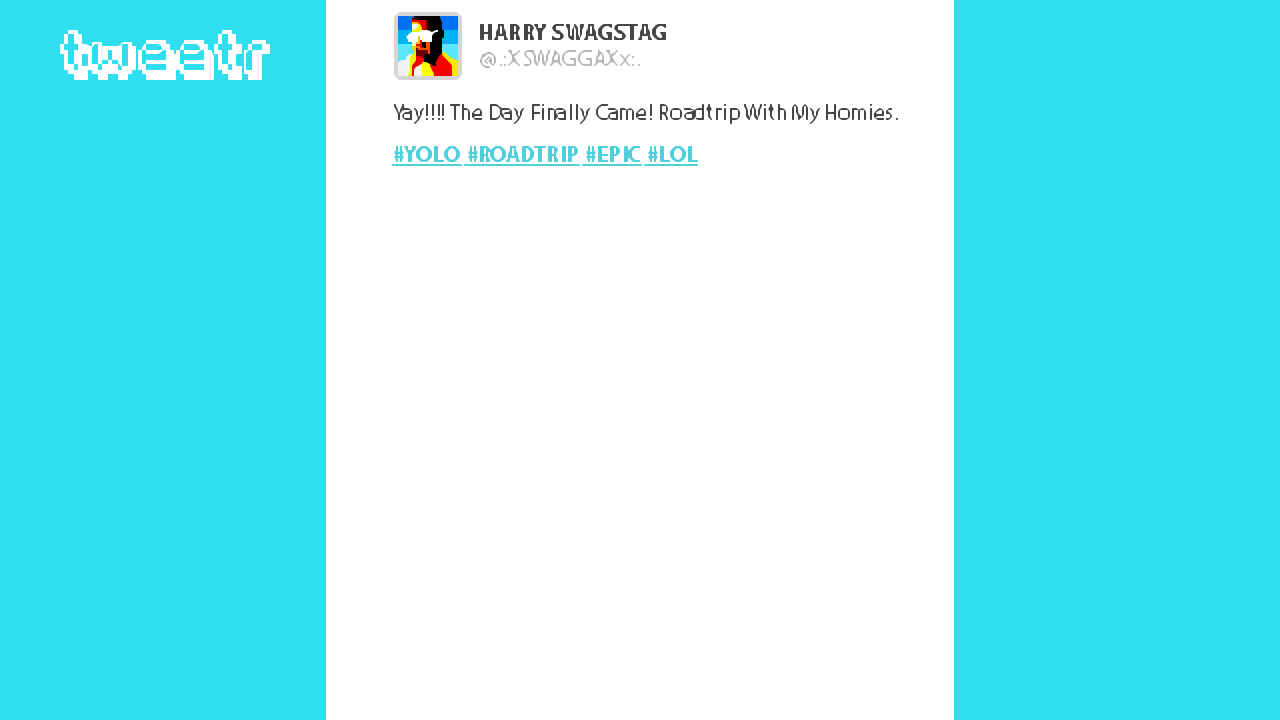 tweetr
HARRY SWAGSTAG
@.:XSWAGGAXx:.
Yay!!!! The Day Finally Came! Roadtrip With My Homies.
#YOLO #ROADTRIP #EPIC #LOL